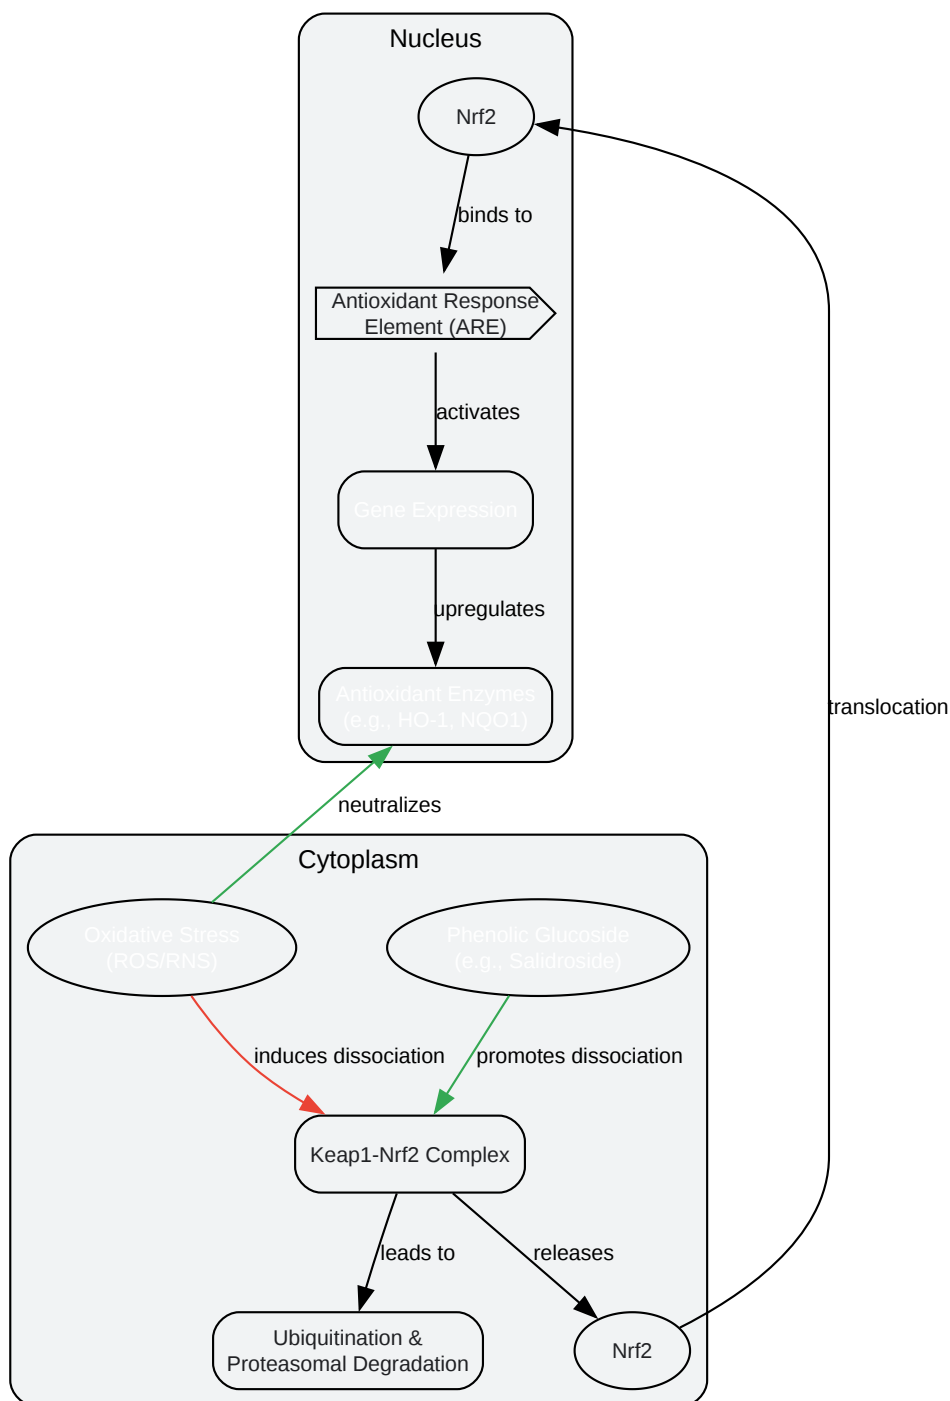 Nucleus
Nrf2
binds to
Antioxidant Response
Element (ARE)
activates
Gene Expression
upregulates
Antioxidant Enzymes
(e.g., HO-1, NQO1)
translocation
neutralizes
Cytoplasm
Oxidative Stress
(ROS/RNS)
Phenolic Glucoside
(e.g., Salidroside)
induces dissociation
promotes dissociation
Keap1-Nrf2 Complex
leads to
releases
Ubiquitination &
Proteasomal Degradation
Nrf2